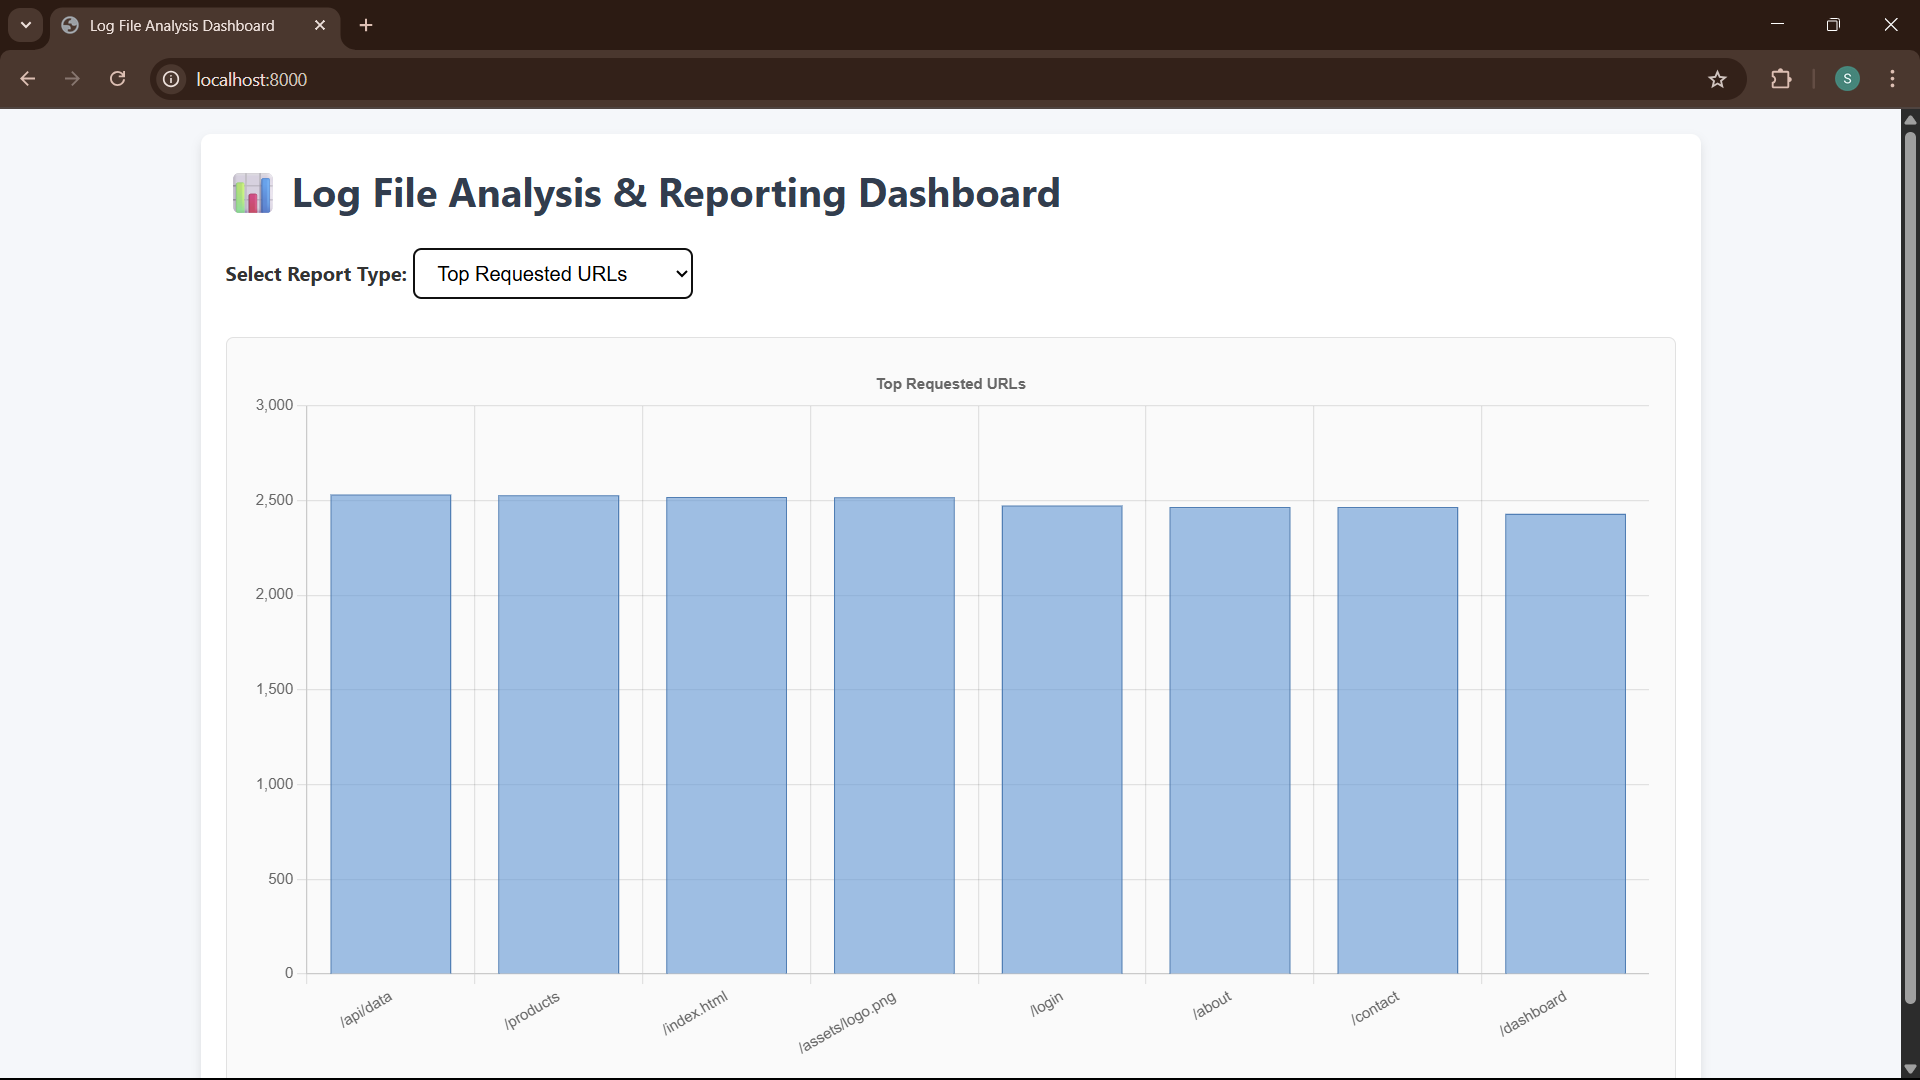 Log File Analysis Dashboard
localhost:8000
S
Log File Analysis & Reporting Dashboard
Select Report Type: Top Requested URLs
Top Requested URLs
3,000
2,500
2,000
1,500
1,000
500
0
/api/data
/products
/index.html
/assets/logo.png
/login
/about
/contact
/dashboard